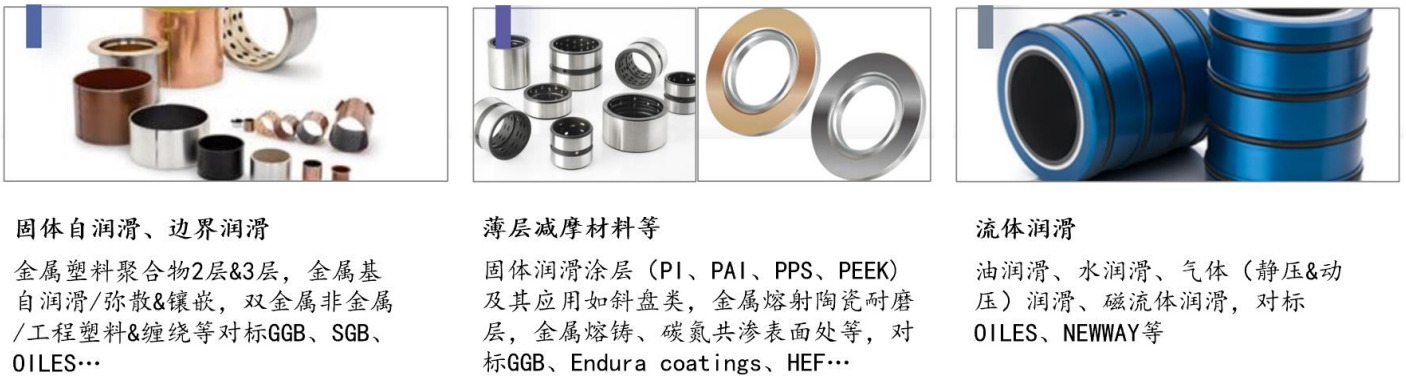 固体自润滑、边界润滑
金属塑料聚合物2层&3层，金属基
自润滑/弥散&镶嵌，双金属非金属
/工程塑料&缠绕等对标GGB、SGB、
OILES…
薄层减摩材料等
固体润滑涂层（PI、PAI、PPS、PEEK）
及其应用如斜盘类，金属熔射陶瓷耐磨
层，金属熔铸、碳氮共渗表面处等，对
标GGB、Endura coatings、HEF…
流体润滑
油润滑、水润滑、气体（静压&动
压）润滑、磁流体润滑，对标
OILES、NEWWAY等